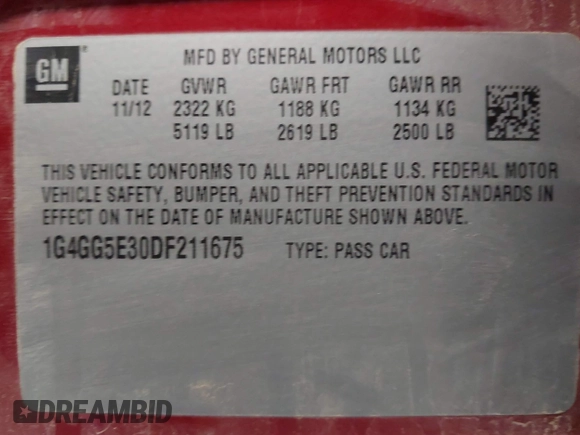 GM
MFD BY GENERAL MOTORS LLC
DATE GVWR GAWR FRT GAWR RR
11/12 2322 KG 1188 KG 1134 KG
5119 LB 2619 LB 2500 LB
THIS VEHICLE CONFORMS TO ALL APPLICABLE U.S. FEDERAL MOTOR
VEHICLE SAFETY, BUMPER, AND THEFT PREVENTION STANDARDS IN
EFFECT ON THE DATE OF MANUFACTURE SHOWN ABOVE.
1G4GG5E30DF211675 TYPE: PASS CAR
DREAMBID